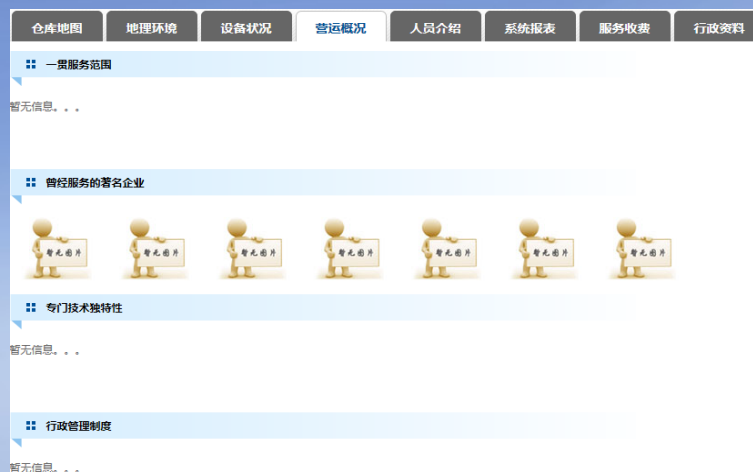 仓库地图 地理环境 设备状况 营运概况 人员介绍 系统报表 服务收费 行政资料
一贯服务范围
暂无信息。。。
曾经服务的著名企业
暂无图片 暂无图片 暂无图片 暂无图片 暂无图片 暂无图片 暂无图片
专门技术独特性
暂无信息。。。
行政管理制度
暂无信息。。。